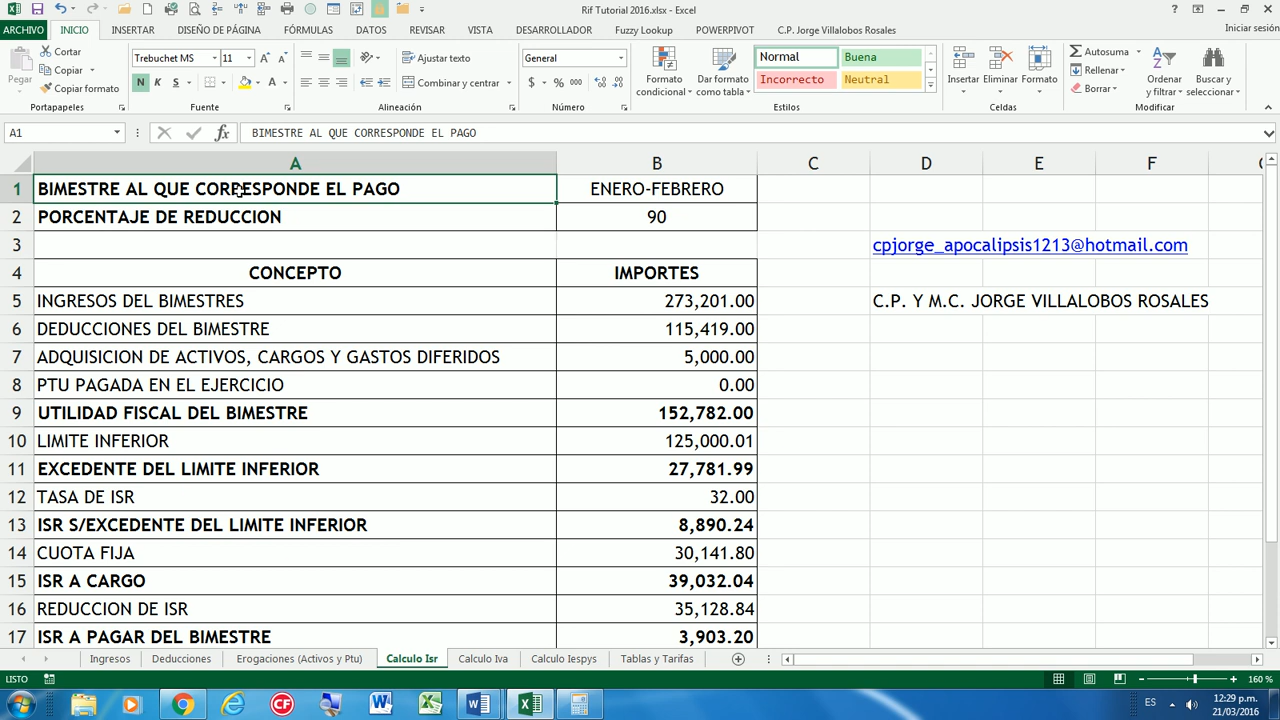 Rif Tutorial 2016.xlsx - Excel
ARCHIVO INICIO INSERTAR DISEÑO DE PÁGINA FÓRMULAS DATOS REVISAR VISTA DESARROLLADOR Fuzzy Lookup POWERPIVOT C.P. Jorge Villalobos Rosales Iniciar sesión
Pegar Cortar Copiar Copiar formato Portapapeles
Trebuchet MS 11 N K S Fuente
Ajustar texto Combinar y centrar Alineación
General $ % 000 Número
Formato condicional Dar formato como tabla Normal Buena Incorrecto Neutral Estilos
Insertar Eliminar Formato Celdas
Autosuma Rellenar Borrar Ordenar y filtrar Buscar y seleccionar Modificar
A1 fx BIMESTRE AL QUE CORRESPONDE EL PAGO
A B C D E F
1 BIMESTRE AL QUE CORRESPONDE EL PAGO ENERO-FEBRERO
2 PORCENTAJE DE REDUCCION 90
3 cpjorge_apocalipsis1213@hotmail.com
4 CONCEPTO IMPORTES
5 INGRESOS DEL BIMESTRES 273,201.00 C.P. Y M.C. JORGE VILLALOBOS ROSALES
6 DEDUCCIONES DEL BIMESTRE 115,419.00
7 ADQUISICION DE ACTIVOS, CARGOS Y GASTOS DIFERIDOS 5,000.00
8 PTU PAGADA EN EL EJERCICIO 0.00
9 UTILIDAD FISCAL DEL BIMESTRE 152,782.00
10 LIMITE INFERIOR 125,000.01
11 EXCEDENTE DEL LIMITE INFERIOR 27,781.99
12 TASA DE ISR 32.00
13 ISR S/EXCEDENTE DEL LIMITE INFERIOR 8,890.24
14 CUOTA FIJA 30,141.80
15 ISR A CARGO 39,032.04
16 REDUCCION DE ISR 35,128.84
17 ISR A PAGAR DEL BIMESTRE 3,903.20
Ingresos Deducciones Erogaciones (Activos y Ptu) Calculo Isr Calculo Iva Calculo Iespys Tablas y Tarifas
LISTO 160 %
ES 12:29 p.m.
21/03/2016